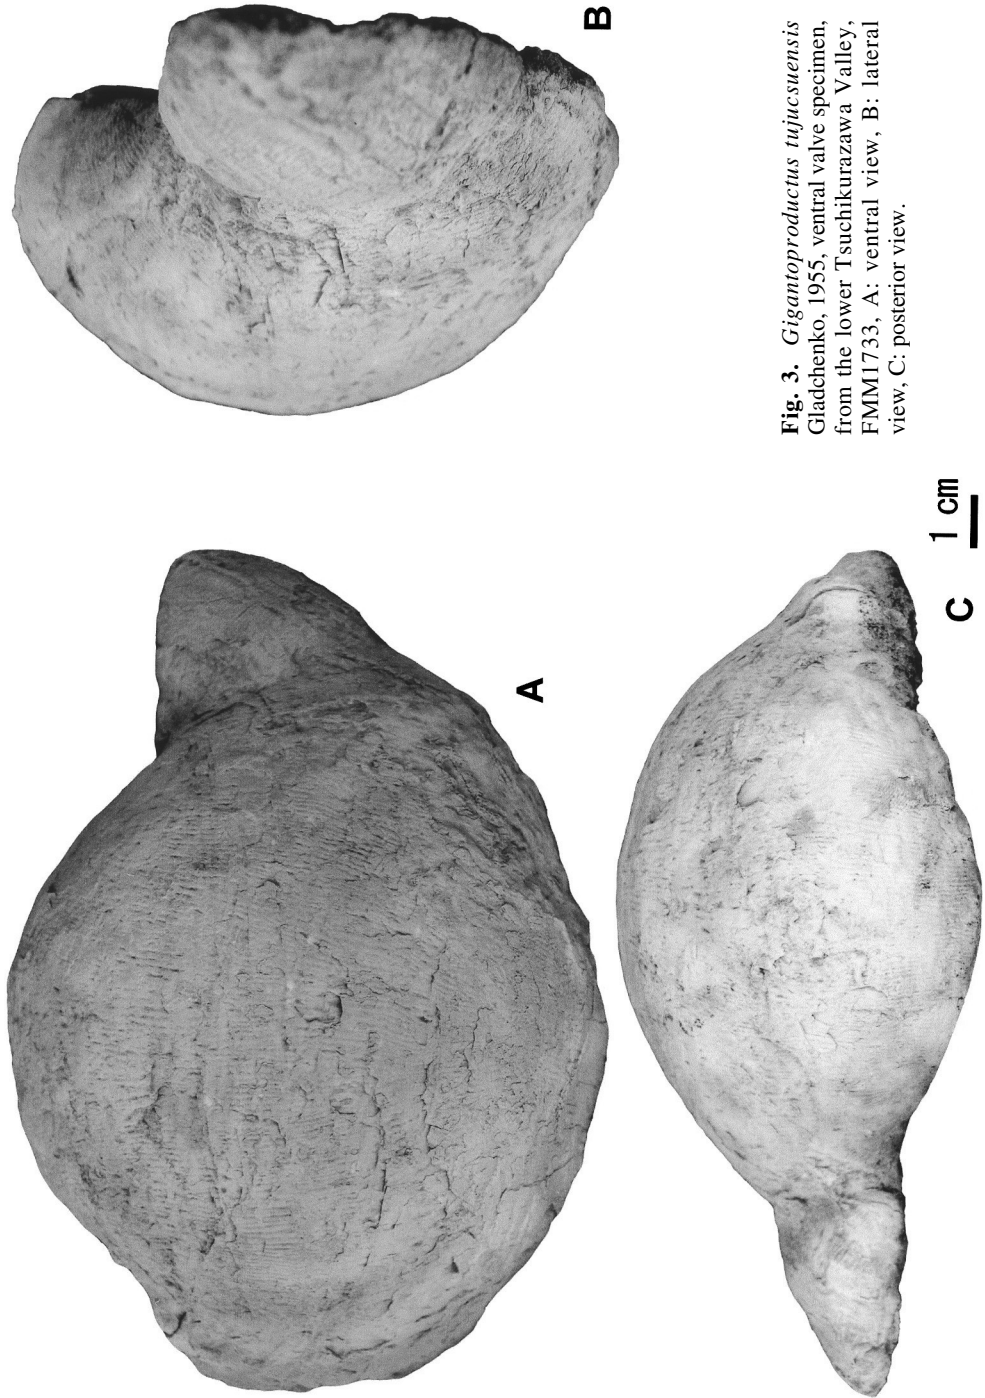 A
B
C
1 cm
Fig. 3. Gigantoproductus tujucsuensis
Gladchenko, 1955, ventral valve specimen,
from the lower Tsuchikurazawa Valley,
FMM1733, A: ventral view, B: lateral
view, C: posterior view.